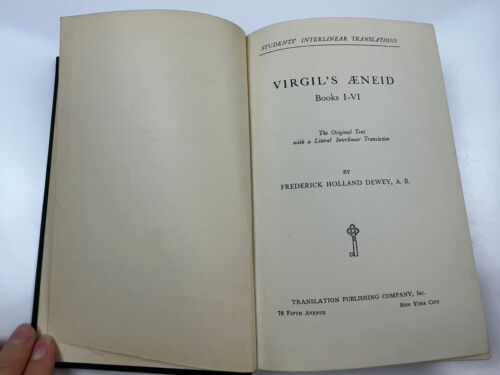 STUDENTS' INTERLINEAR TRANSLATIONS
VIRGIL'S ÆNEID
Books I-VI
The Original Text
with a Literal Interlinear Translation
BY
FREDERICK HOLLAND DEWEY, A. B.
TRANSLATION PUBLISHING COMPANY, Inc.
76 Fifth Avenue New York City